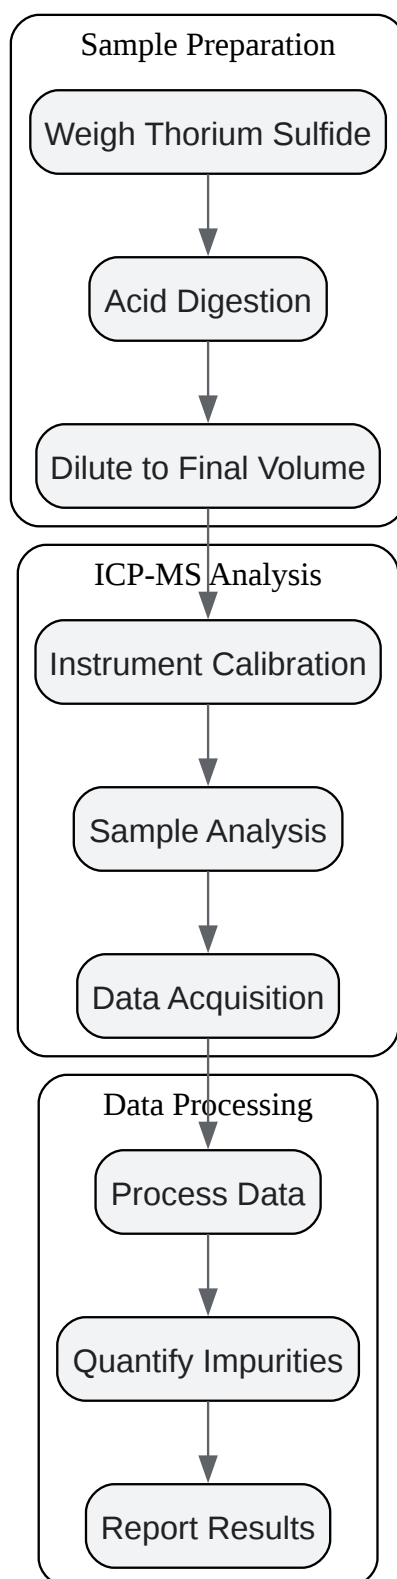 Sample Preparation
Weigh Thorium Sulfide
Acid Digestion
Dilute to Final Volume
ICP-MS Analysis
Instrument Calibration
Sample Analysis
Data Acquisition
Data Processing
Process Data
Quantify Impurities
Report Results